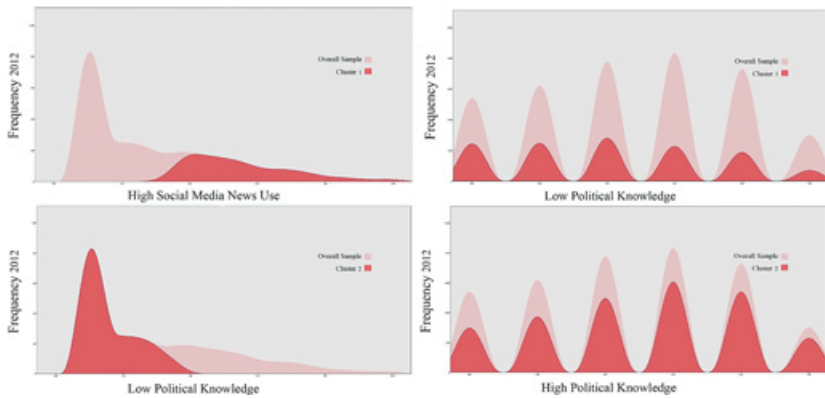 Frequency 2012
Overall Sample
Cluster 1
High Social Media News Use
Frequency 2012
Overall Sample
Cluster 1
Low Political Knowledge
Frequency 2012
Overall Sample
Cluster 2
Low Political Knowledge
Frequency 2012
Overall Sample
Cluster 2
High Political Knowledge